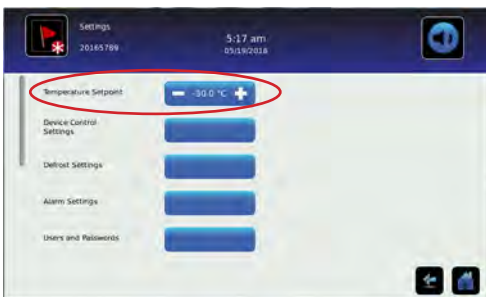 Settings
20165789
5:17 am
05/19/2018
Temperature Setpoint
-30.0 °C
Device Control
Settings
Defrost Settings
Alarm Settings
Users and Passwords